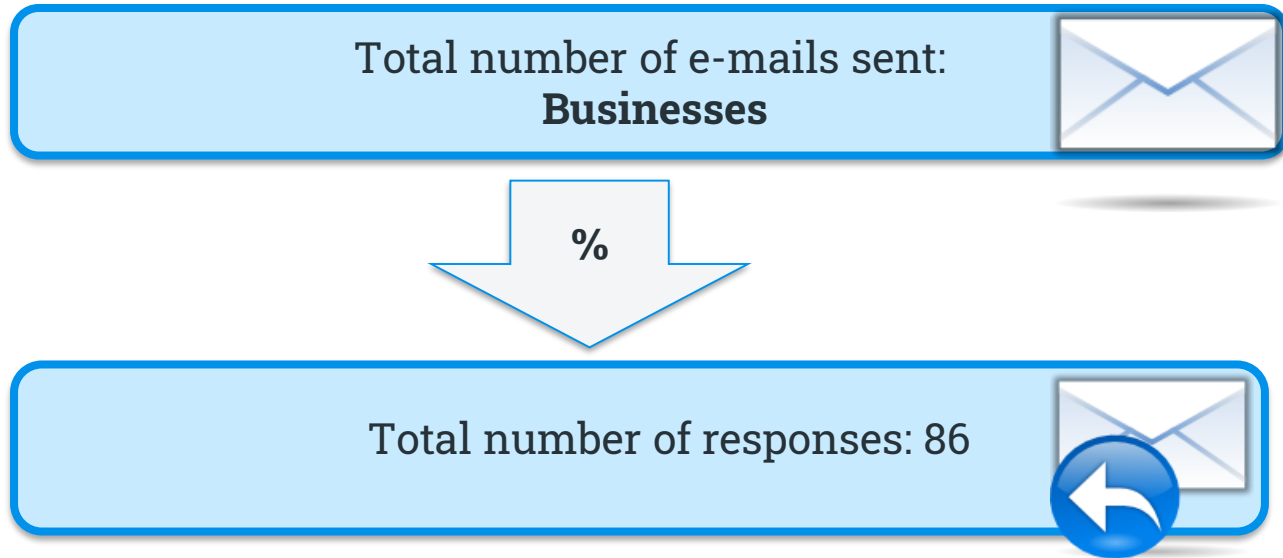 Total number of e-mails sent:
Businesses
%
Total number of responses: 86